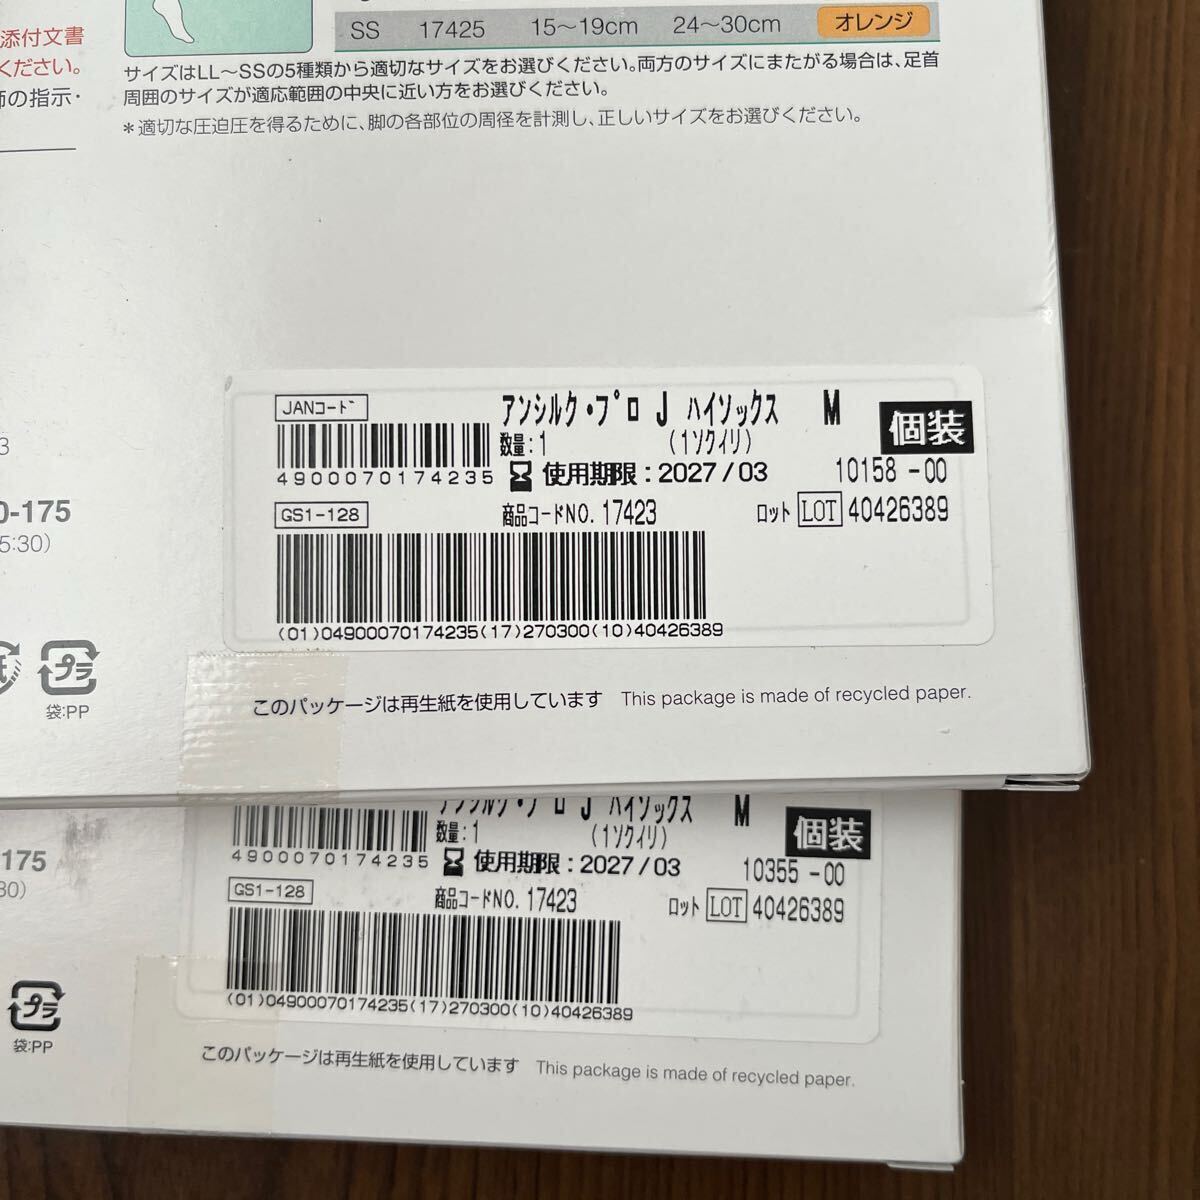 添付文書
ください。
師の指示・
SS 17425 15～19cm 24～30cm オレンジ
サイズはLL～SSの5種類から適切なサイズをお選びください。両方のサイズにまたがる場合は、足首
周囲のサイズが適応範囲の中央に近い方をお選びください。
＊適切な圧迫圧を得るために、脚の各部位の周径を計測し、正しいサイズをお選びください。
3
0-175
5:30)
プラ
袋:PP
JANコード
アンシルク・プロ J ハイソックス M
個装
数量:1 (1ソクイリ)
4900070174235
使用期限:2027/03
10158-00
GS1-128
商品コードNO. 17423
ロット LOT 40426389
(01)04900070174235(17)270300(10)40426389
このパッケージは再生紙を使用しています This package is made of recycled paper.
アンシルク・プロ J ハイソックス M
個装
数量:1 (1ソクイリ)
4900070174235
使用期限:2027/03
10355-00
GS1-128
商品コードNO. 17423
ロット LOT 40426389
(01)04900070174235(17)270300(10)40426389
-175
30)
プラ
袋:PP
このパッケージは再生紙を使用しています This package is made of recycled paper.